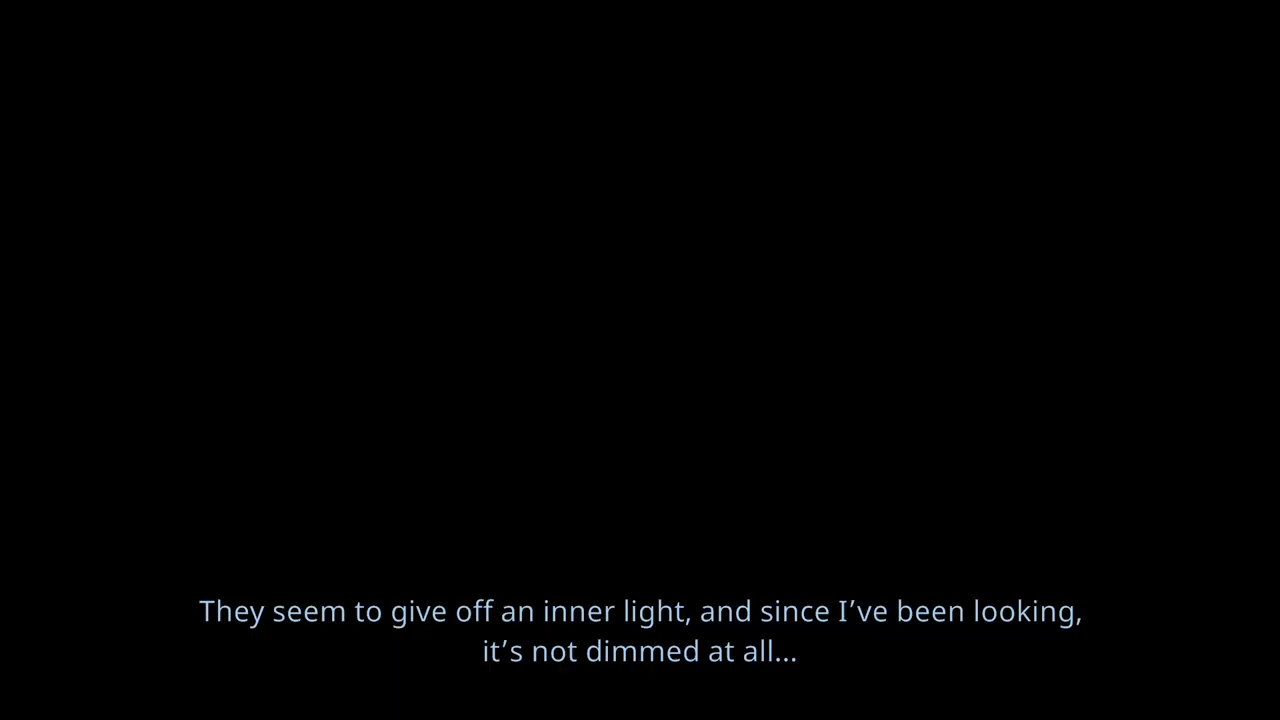 They seem to give off an inner light, and since I’ve been looking,
it’s not dimmed at all...